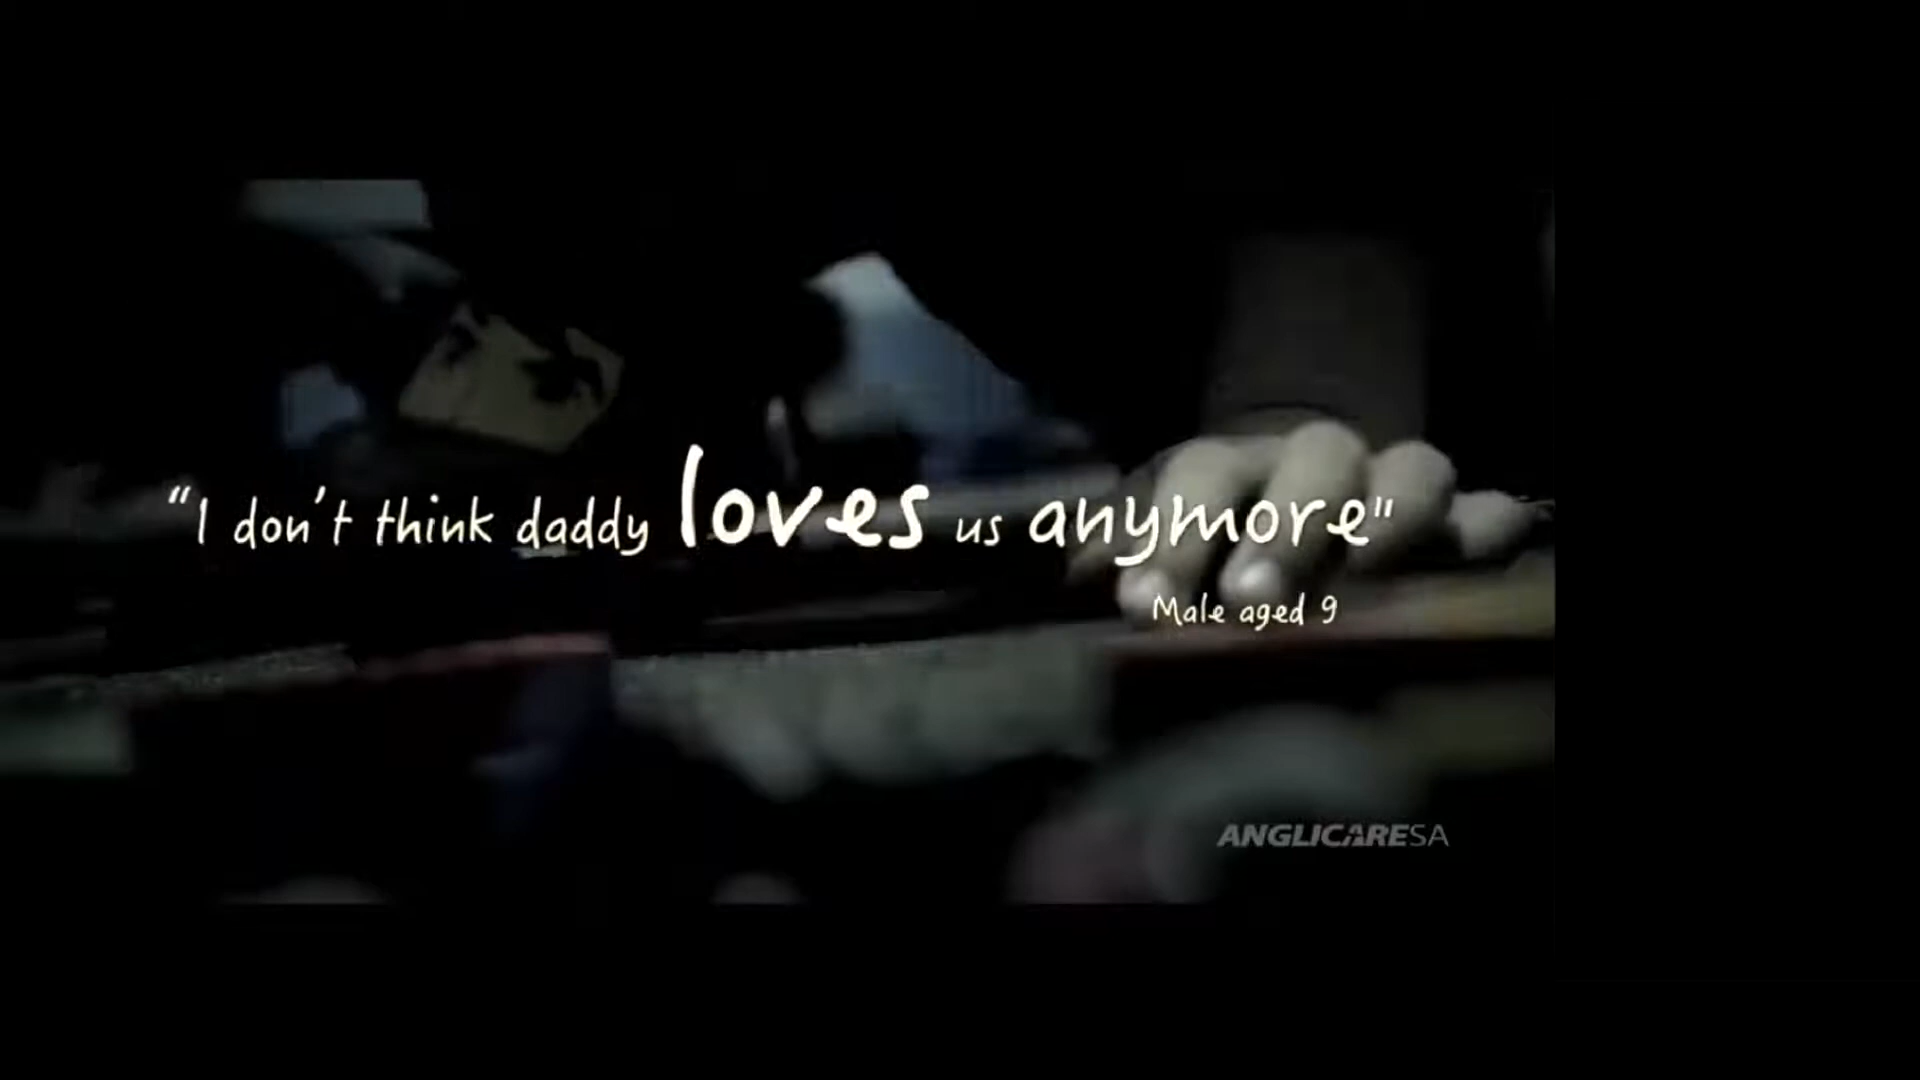 “I don’t think daddy loves us anymore"
Male aged 9
ANGLICARESA